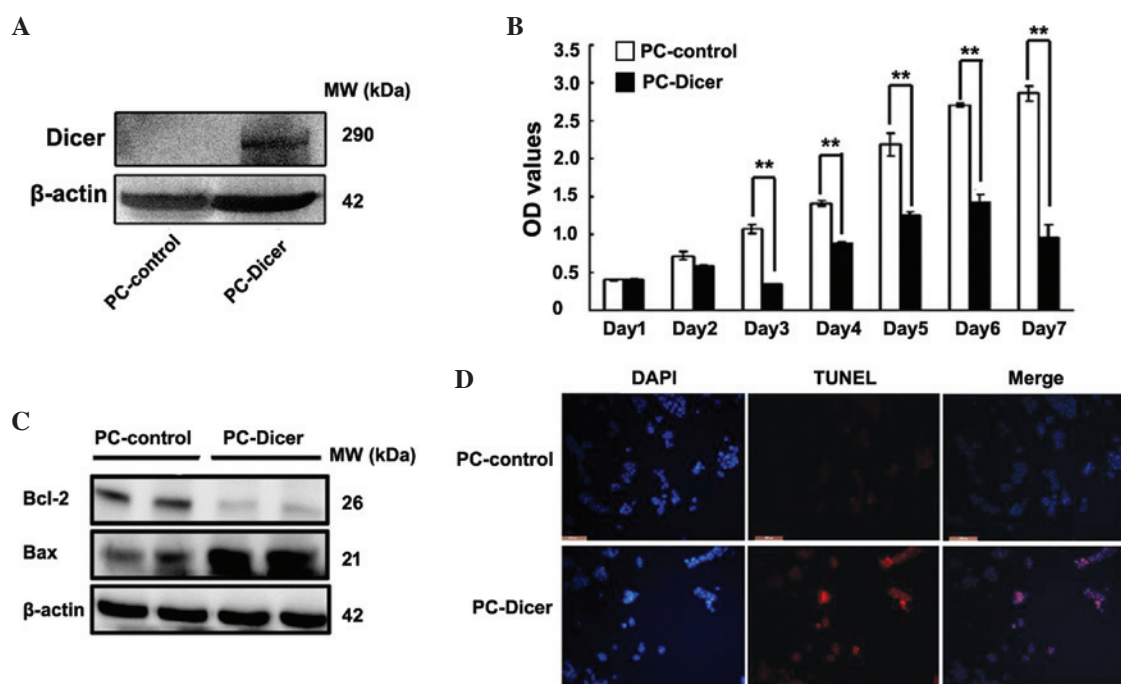 A
MW (kDa)
Dicer
290
β-actin
42
PC-control
PC-Dicer
B
PC-control
PC-Dicer
OD values
3.5
3.0
2.5
2.0
1.5
1.0
0.5
0
**
**
**
**
**
Day1 Day2 Day3 Day4 Day5 Day6 Day7
C
PC-control PC-Dicer
MW (kDa)
Bcl-2
26
Bax
21
β-actin
42
D
DAPI TUNEL Merge
PC-control
PC-Dicer